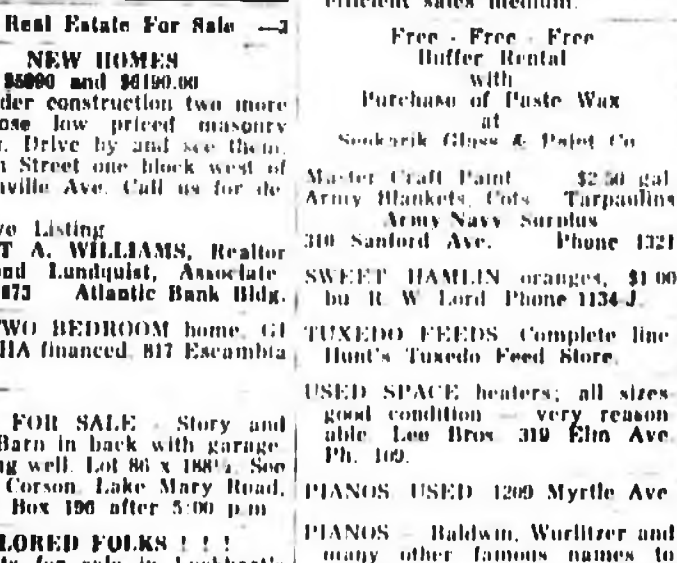 Real Estate For Sale —3
NEW HOMES
$5990 and $6190.00
der construction two more
ose low priced masonry
. Drive by and see them.
n Street one block west of
nville Ave. Call us for de
ve Listing
T A. WILLIAMS, Realtor
nd Lundquist, Associate
Atlantic Bank Bldg.
WO BEDROOM home. GI
HA financed. 817 Escambia
FOR SALE - Story and
Barn in back with garage
ng well. Lot 86 x 188½. See
Corson. Lake Mary Road.
Box 196 after 5:00 p.m
LORED FOLKS ! ! !
efficient sales medium.
Free - Free - Free
Buffer Rental
with
Purchase of Paste Wax
at
Senkarik Glass & Paint Co
Master Craft Paint $2.50 gal
Army Blankets, Cots Tarpaulins
Army Navy Surplus
310 Sanford Ave. Phone 1321
SWEET HAMLIN oranges, $1.00
bu R. W. Lord Phone 1134-J.
TUXEDO FEEDS Complete line
Hunt's Tuxedo Feed Store.
USED SPACE heaters; all sizes
good condition — very reason
able Lee Bros 319 Elm Ave
Ph. 109.
PIANOS USED 1209 Myrtle Ave
PIANOS - Baldwin, Wurlitzer and
many other famous names to